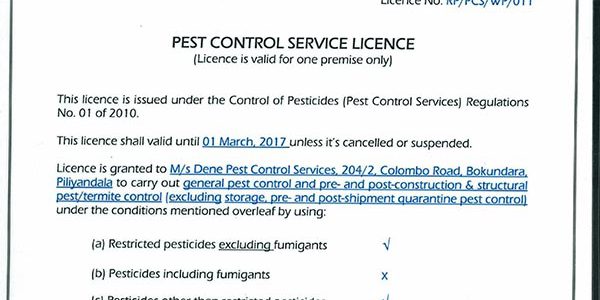 Licence No. RP/PCS/WP/011
PEST CONTROL SERVICE LICENCE
(Licence is valid for one premise only)
This licence is issued under the Control of Pesticides (Pest Control Services) Regulations
No. 01 of 2010.
This licence shall valid until 01 March, 2017 unless it's cancelled or suspended.
Licence is granted to M/s Dene Pest Control Services, 204/2, Colombo Road, Bokundara,
Piliyandala to carry out general pest control and pre- and post-construction & structural
pest/termite control (excluding storage, pre- and post-shipment quarantine pest control)
under the conditions mentioned overleaf by using:
(a) Restricted pesticides excluding fumigants √
(b) Pesticides including fumigants x
(c) Pesticides other than restricted pesticides √